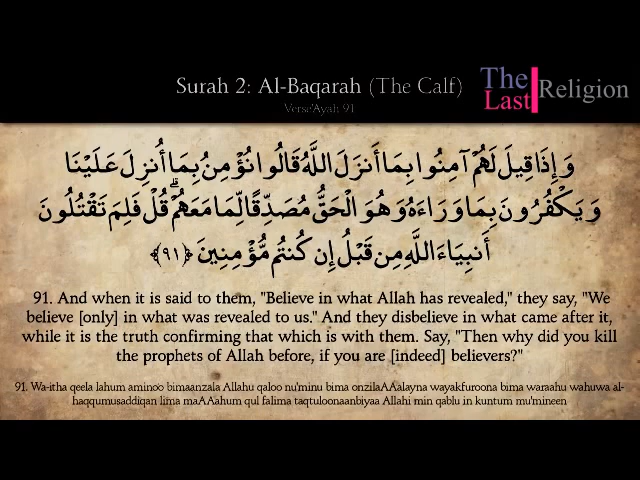 Surah 2: Al-Baqarah (The Calf)
The
Last
Religion
Verse'Ayah 91
وَإِذَا قِيلَ لَهُمْ آمِنُوا بِمَا أَنزَلَ اللَّهُ قَالُوا نُؤْمِنُ بِمَا أُنزِلَ عَلَيْنَا
وَيَكْفُرُونَ بِمَا وَرَاءَهُ وَهُوَ الْحَقُّ مُصَدِّقًا لِّمَا مَعَهُمْ ۗ قُلْ فَلِمَ تَقْتُلُونَ
أَنبِيَاءَ اللَّهِ مِن قَبْلُ إِن كُنتُم مُّؤْمِنِينَ ﴿٩١﴾
91. And when it is said to them, "Believe in what Allah has revealed," they say, "We
believe [only] in what was revealed to us." And they disbelieve in what came after it,
while it is the truth confirming that which is with them. Say, "Then why did you kill
the prophets of Allah before, if you are [indeed] believers?"
91. Wa-itha qeela lahum aminoo bimaanzala Allahu qaloo nu'minu bima onzilaAAalayna wayakfuroona bima waraahu wahuwa al-
haqqumusaddiqan lima maAAahum qul falima taqtuloonaanbiyaa Allahi min qablu in kuntum mu'mineen